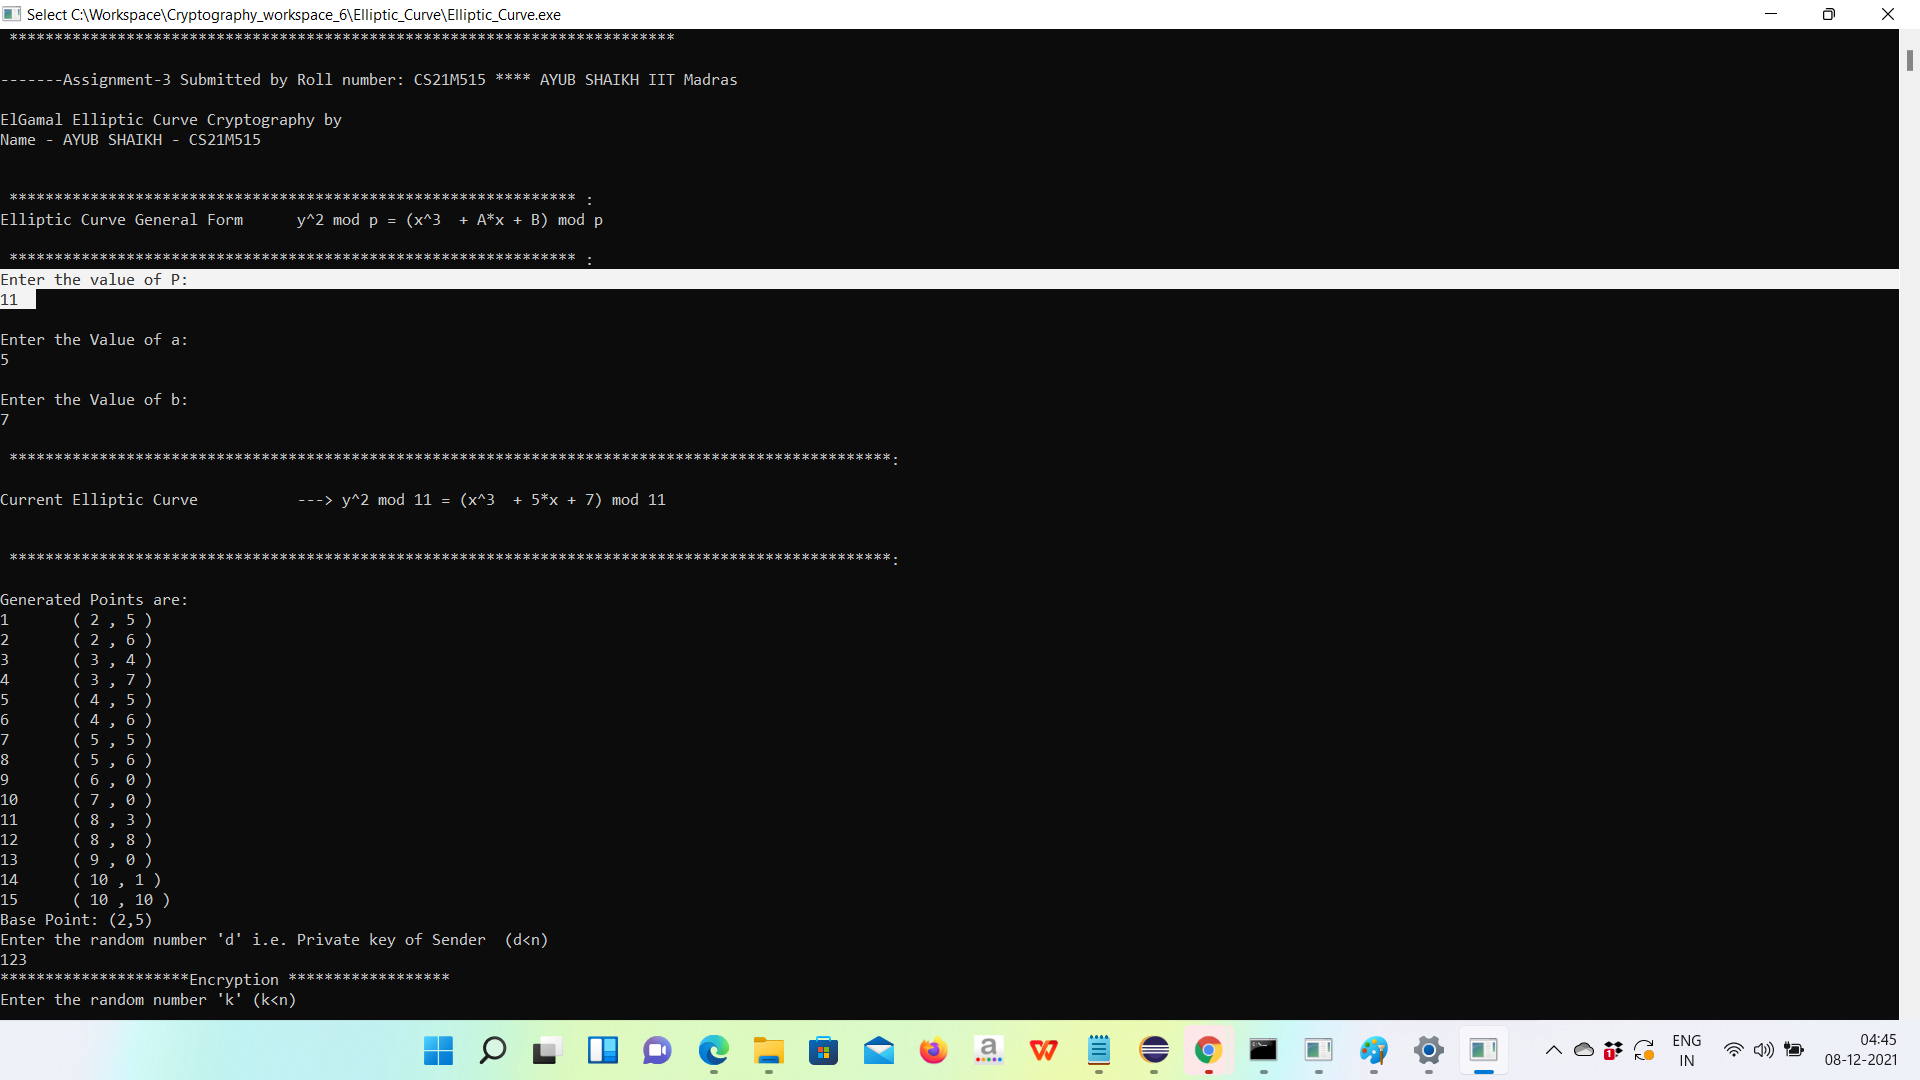 Select C:\Workspace\Cryptography_workspace_6\Elliptic_Curve\Elliptic_Curve.exe
**************************************************************************
-------Assignment-3 Submitted by Roll number: CS21M515 **** AYUB SHAIKH IIT Madras
ElGamal Elliptic Curve Cryptography by
Name - AYUB SHAIKH - CS21M515
*************************************************************** :
Elliptic Curve General Form      y^2 mod p = (x^3  + A*x + B) mod p
*************************************************************** :
Enter the value of P:
11
Enter the Value of a:
5
Enter the Value of b:
7
**************************************************************************************************:
Current Elliptic Curve           ---> y^2 mod 11 = (x^3  + 5*x + 7) mod 11
**************************************************************************************************:
Generated Points are:
1       ( 2 , 5 )
2       ( 2 , 6 )
3       ( 3 , 4 )
4       ( 3 , 7 )
5       ( 4 , 5 )
6       ( 4 , 6 )
7       ( 5 , 5 )
8       ( 5 , 6 )
9       ( 6 , 0 )
10      ( 7 , 0 )
11      ( 8 , 3 )
12      ( 8 , 8 )
13      ( 9 , 0 )
14      ( 10 , 1 )
15      ( 10 , 10 )
Base Point: (2,5)
Enter the random number 'd' i.e. Private key of Sender  (d<n)
123
*********************Encryption ******************
Enter the random number 'k' (k<n)
a
W
1
ENG
IN
04:45
08-12-2021